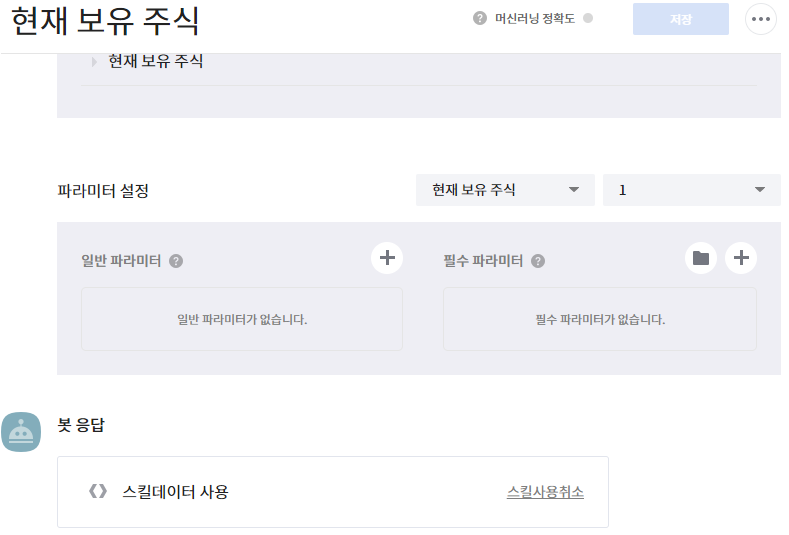 현재 보유 주식
머신러닝 정확도
저장
현재 보유 주식
파라미터 설정
현재 보유 주식
1
일반 파라미터
필수 파라미터
일반 파라미터가 없습니다.
필수 파라미터가 없습니다.
봇 응답
스킬데이터 사용
스킬사용취소